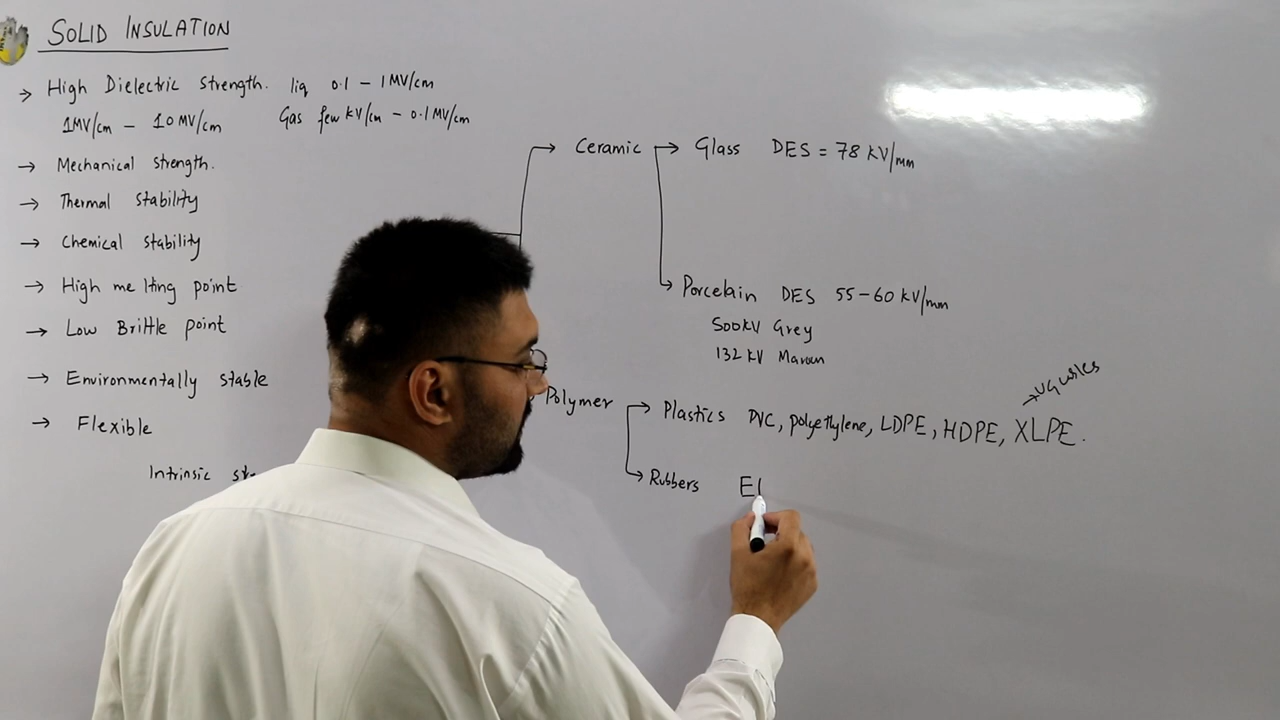 SOLID INSULATION
→ High Dielectric strength. liq 0.1 – 1 MV/cm
1MV/cm – 10 MV/cm Gas few kV/cm – 0.1 MV/cm
→ Mechanical strength.
→ Thermal stability
→ Chemical stability
→ High melting point
→ Low Brittle point
→ Environmentally stable
→ Flexible
Intrinsic
→ Ceramic → Glass DES = 78 KV/mm
→ Porcelain DES 55–60 KV/mm
500KV Grey
132 KV Maroon
Polymer → Plastics PVC, polyethylene, LDPE, HDPE, XLPE.
→ UG cables
→ Rubbers E